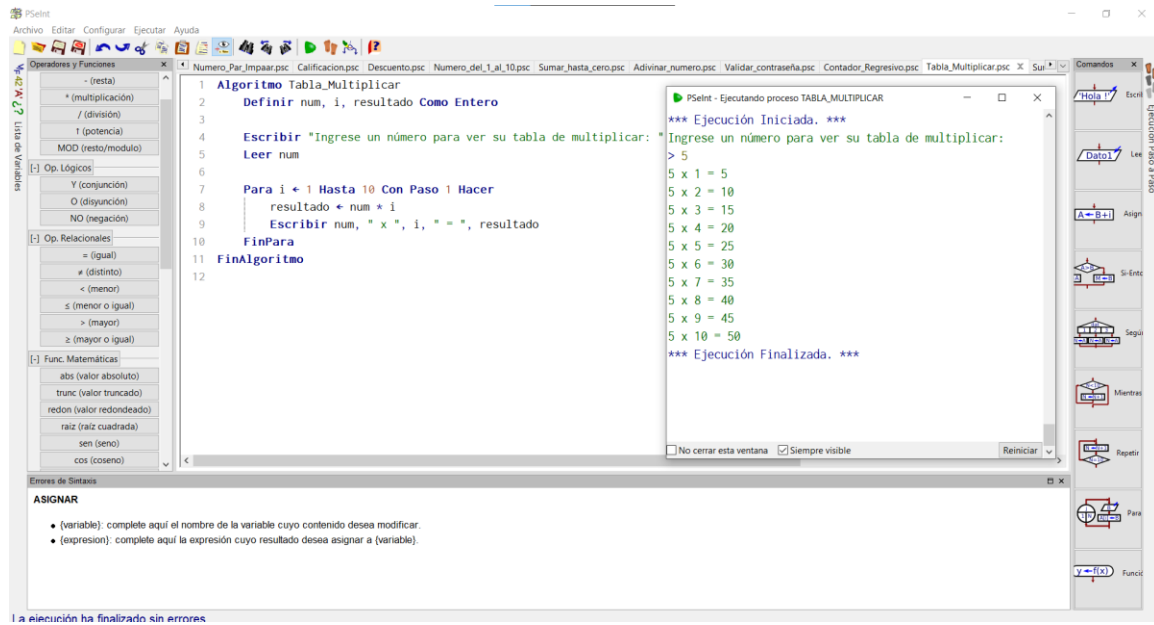 PSeInt
Archivo Editar Configurar Ejecutar Ayuda
Operadores y Funciones
Numero_Par_Impaar.psc Calificacion.psc Descuento.psc Numero_del_1_al_10.psc Sumar_hasta_cero.psc Adivinar_numero.psc Validar_contraseña.psc Contador_Regresivo.psc Tabla_Multiplicar.psc X
Comandos
Lista de Variables
- (resta)
* (multiplicación)
/ (división)
↑ (potencia)
MOD (resto/modulo)
[-] Op. Lógicos
Y (conjunción)
O (disyunción)
NO (negación)
[-] Op. Relacionales
= (igual)
≠ (distinto)
< (menor)
≤ (menor o igual)
> (mayor)
≥ (mayor o igual)
[-] Func. Matemáticas
abs (valor absoluto)
trunc (valor truncado)
redon (valor redondeado)
raiz (raíz cuadrada)
sen (seno)
cos (coseno)
1 Algoritmo Tabla_Multiplicar
2 Definir num, i, resultado Como Entero
3
4 Escribir "Ingrese un número para ver su tabla de multiplicar: "
5 Leer num
6
7 Para i ← 1 Hasta 10 Con Paso 1 Hacer
8 resultado ← num * i
9 Escribir num, " x ", i, " = ", resultado
10 FinPara
11 FinAlgoritmo
12
PSeInt - Ejecutando proceso TABLA_MULTIPLICAR
*** Ejecución Iniciada. ***
Ingrese un número para ver su tabla de multiplicar:
> 5
5 x 1 = 5
5 x 2 = 10
5 x 3 = 15
5 x 4 = 20
5 x 5 = 25
5 x 6 = 30
5 x 7 = 35
5 x 8 = 40
5 x 9 = 45
5 x 10 = 50
*** Ejecución Finalizada. ***
No cerrar esta ventana Siempre visible Reiniciar
'Hola !' Escri
Dato1 Lee
A←B+i Asign
Si-Ento
Según
Mientras
Repetir
Para
y←f(x) Funció
Ejecución Paso a Paso
Errores de Sintaxis
ASIGNAR
• {variable}: complete aquí el nombre de la variable cuyo contenido desea modificar.
• {expresion}: complete aquí la expresión cuyo resultado desea asignar a {variable}.
La ejecución ha finalizado sin errores